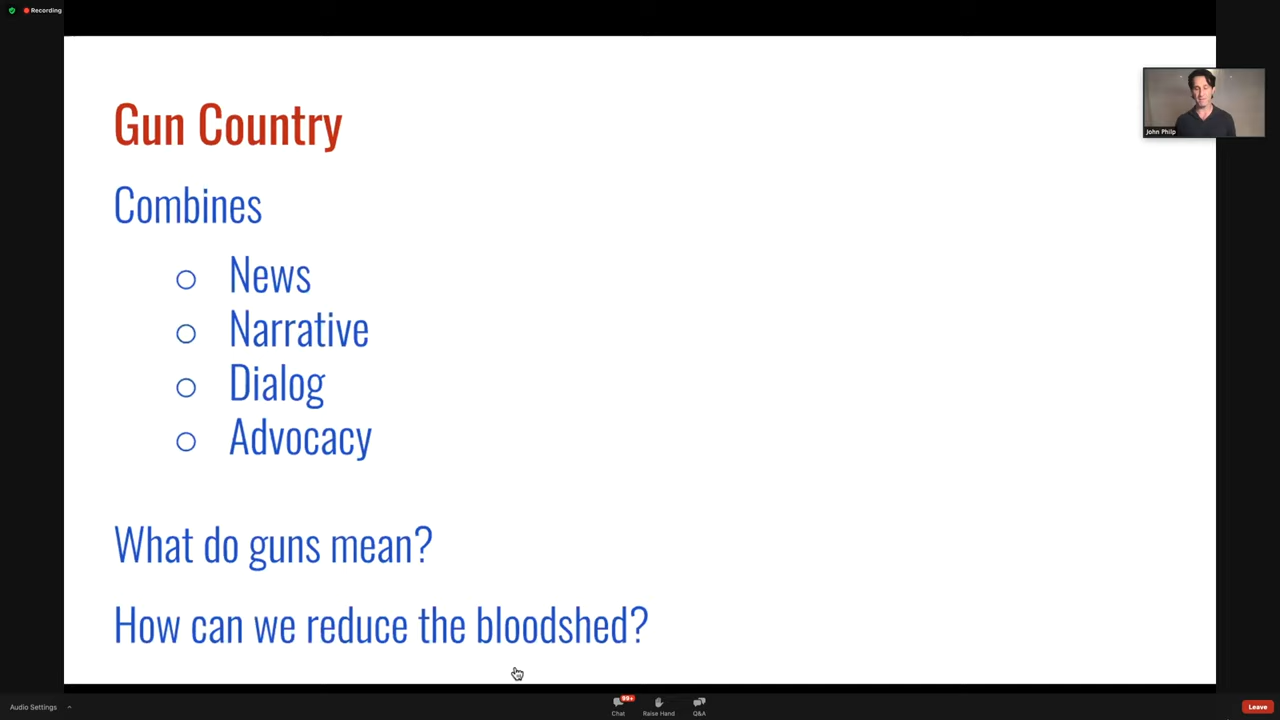 Recording
Gun Country
Combines
News
Narrative
Dialog
Advocacy
What do guns mean?
How can we reduce the bloodshed?
John Philp
Audio Settings
99+
Chat
Raise Hand
Q&A
Leave